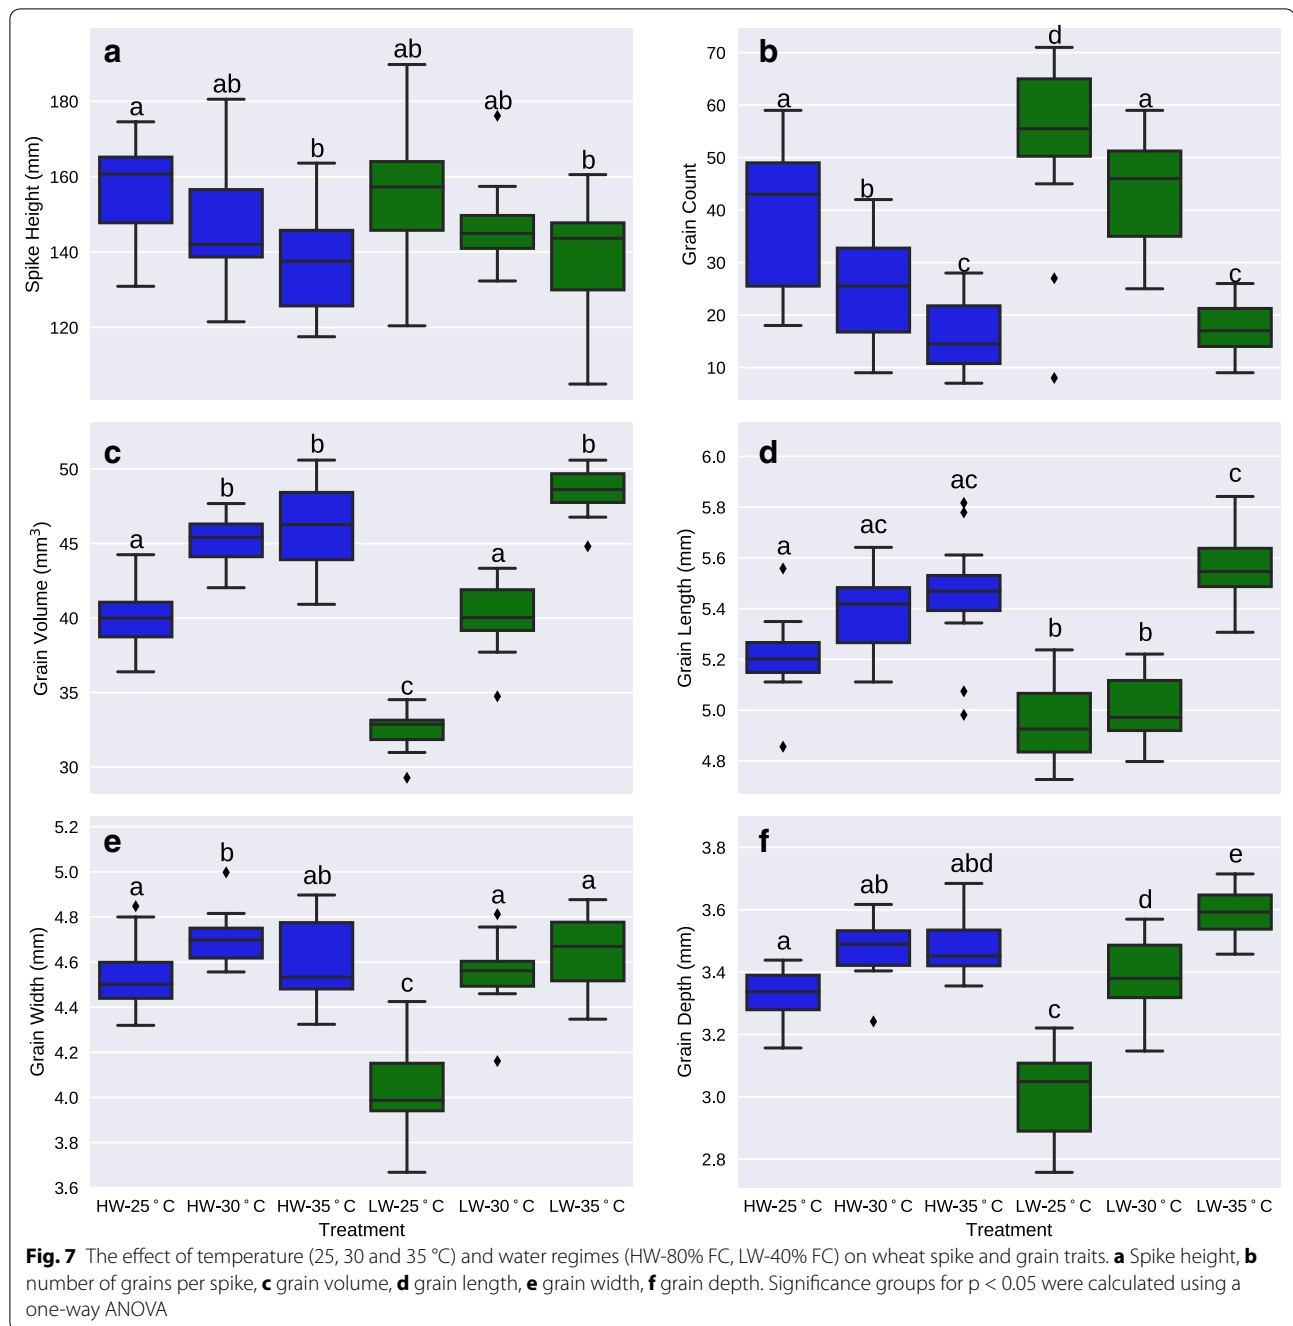 a
180
160
140
120
Spike Height (mm)
a
ab
b
ab
ab
b
b
70
60
50
40
30
20
10
Grain Count
a
b
c
d
a
c
c
50
45
40
35
30
Grain Volume (mm³)
a
b
b
c
a
b
d
6.0
5.8
5.6
5.4
5.2
5.0
4.8
Grain Length (mm)
a
ac
ac
b
b
c
e
5.2
5.0
4.8
4.6
4.4
4.2
4.0
3.8
3.6
Grain Width (mm)
a
b
ab
c
a
a
HW-25 °C HW-30 °C HW-35 °C LW-25 °C LW-30 °C LW-35 °C
Treatment
f
3.8
3.6
3.4
3.2
3.0
2.8
Grain Depth (mm)
a
ab
abd
c
d
e
HW-25 °C HW-30 °C HW-35 °C LW-25 °C LW-30 °C LW-35 °C
Treatment
Fig. 7 The effect of temperature (25, 30 and 35 °C) and water regimes (HW-80% FC, LW-40% FC) on wheat spike and grain traits. a Spike height, b
number of grains per spike, c grain volume, d grain length, e grain width, f grain depth. Significance groups for p < 0.05 were calculated using a
one-way ANOVA